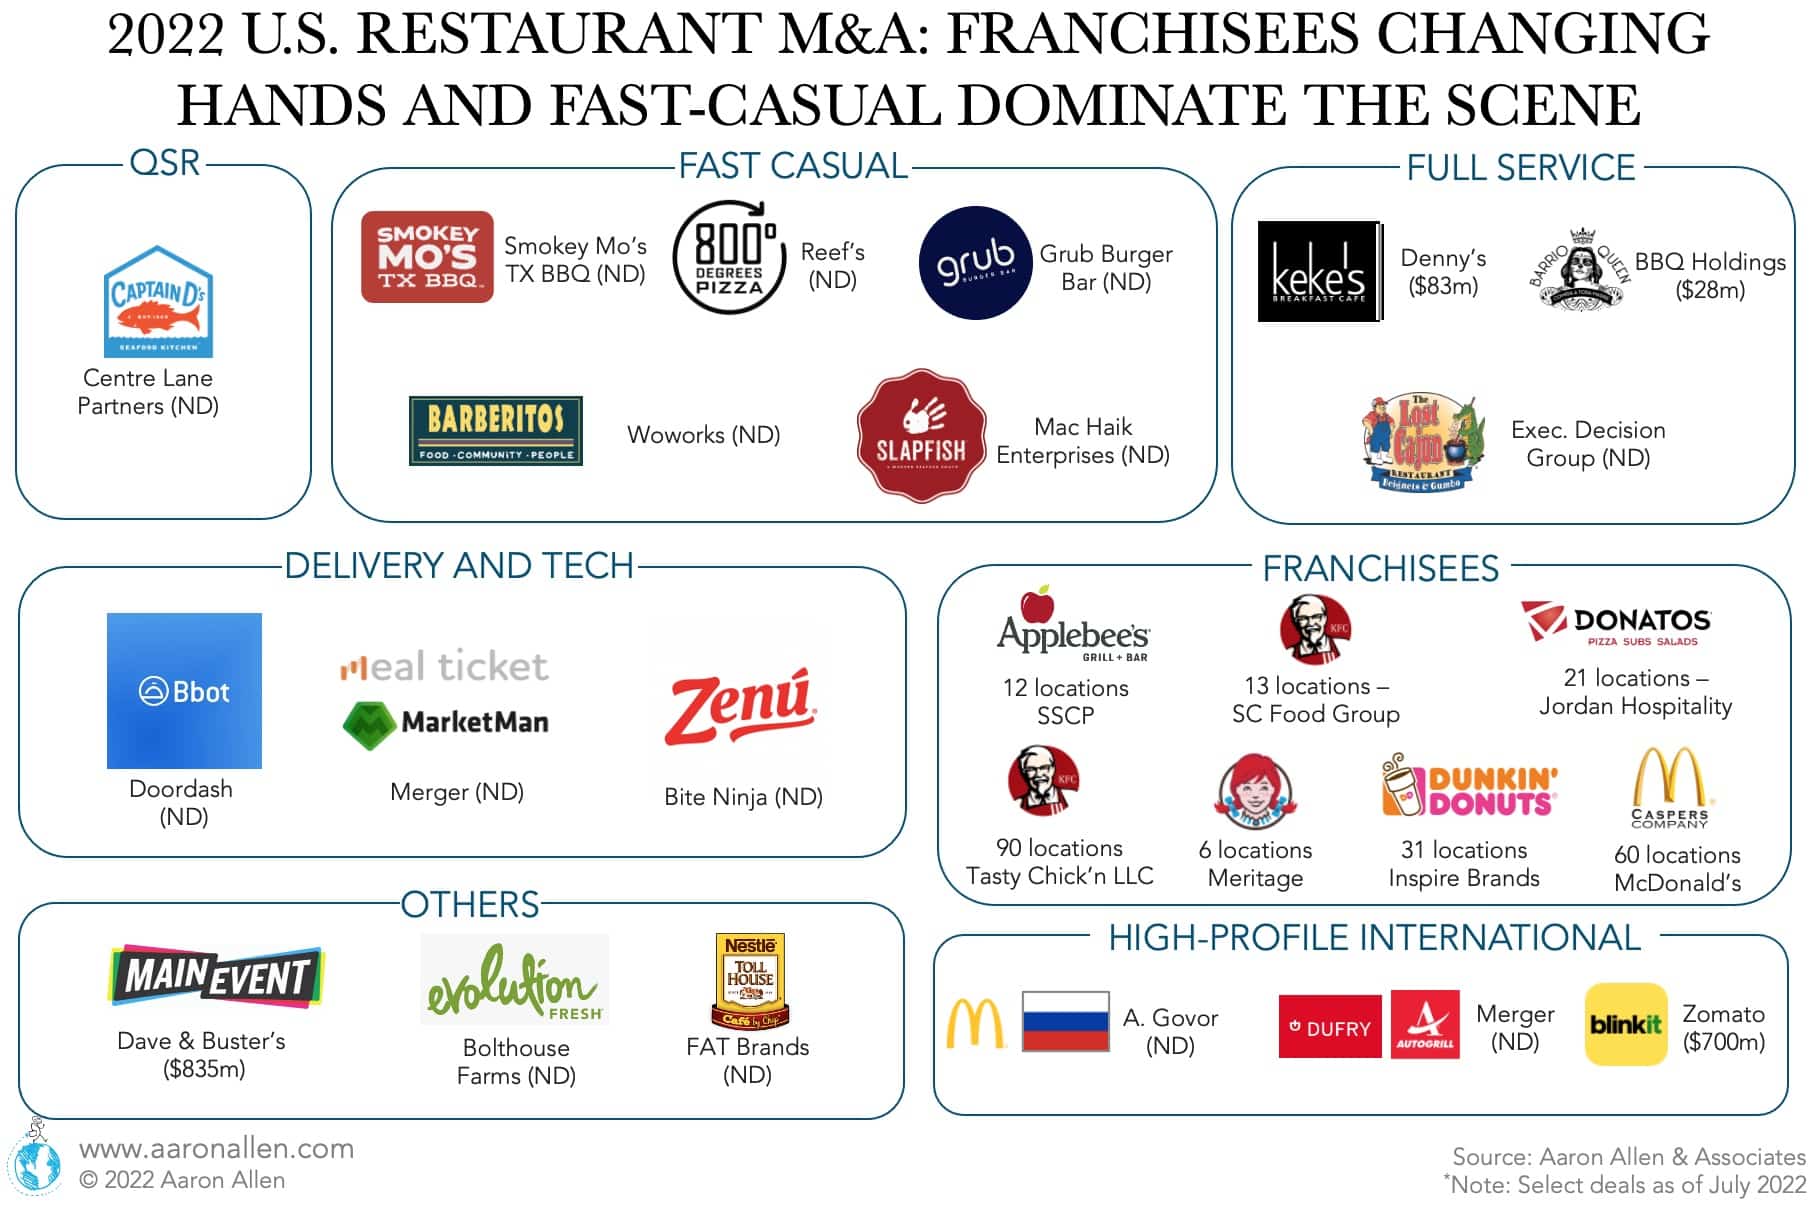 2022 U.S. RESTAURANT M&A: FRANCHISEES CHANGING
HANDS AND FAST-CASUAL DOMINATE THE SCENE
QSR
CAPTAIN D's
SEAFOOD KITCHEN
Centre Lane
Partners (ND)
FAST CASUAL
SMOKEY
MO'S
TX BBQ
Smokey Mo's
TX BBQ (ND)
800°
DEGREES
PIZZA
Reef's
(ND)
grub
BURGER BAR
Grub Burger
Bar (ND)
BARBERITOS
FOOD · COMMUNITY · PEOPLE
Woworks (ND)
SLAPFISH
Mac Haik
Enterprises (ND)
FULL SERVICE
keke's
BREAKFAST CAFE
Denny's
($83m)
BARRIO QUEEN
BBQ Holdings
($28m)
The
Lost
Cajun
RESTAURANT
Beignets & Gumbo
Exec. Decision
Group (ND)
DELIVERY AND TECH
Bbot
Doordash
(ND)
meal ticket
MarketMan
Merger (ND)
Zenú®
Bite Ninja (ND)
FRANCHISEES
Applebee's
GRILL + BAR
12 locations
SSCP
KFC
13 locations –
SC Food Group
DONATOS
PIZZA SUBS SALADS
21 locations –
Jordan Hospitality
KFC
90 locations
Tasty Chick'n LLC
6 locations
Meritage
DD
DUNKIN'
DONUTS
31 locations
Inspire Brands
CASPERS
COMPANY
60 locations
McDonald's
OTHERS
MAIN EVENT
Dave & Buster's
($835m)
evolution
FRESH
Bolthouse
Farms (ND)
Nestle
TOLL
HOUSE
Café by Chip
FAT Brands
(ND)
HIGH-PROFILE INTERNATIONAL
A. Govor
(ND)
DUFRY
AUTOGRILL
Merger
(ND)
blinkit
Zomato
($700m)
www.aaronallen.com
© 2022 Aaron Allen
Source: Aaron Allen & Associates
*Note: Select deals as of July 2022